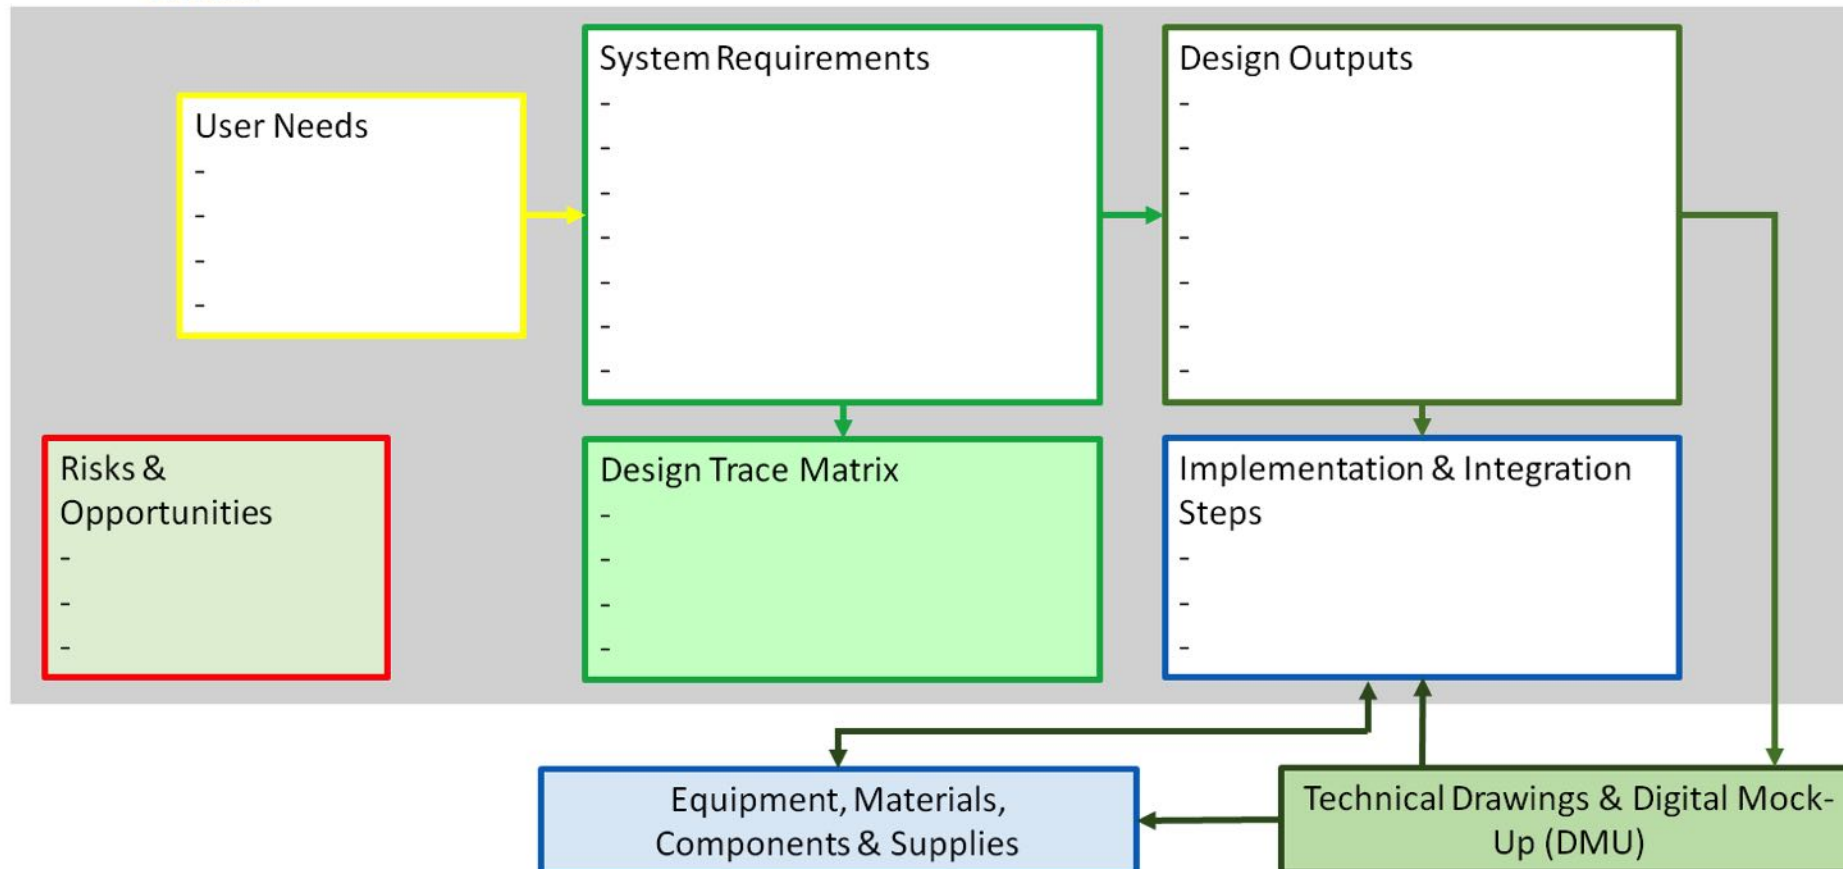 User Needs
-
-
-
-
System Requirements
-
-
-
-
-
-
-
Design Outputs
-
-
-
-
-
-
-
Risks &
Opportunities
-
-
-
Design Trace Matrix
-
-
-
-
Implementation & Integration
Steps
-
-
-
Equipment, Materials,
Components & Supplies
Technical Drawings & Digital Mock-
Up (DMU)